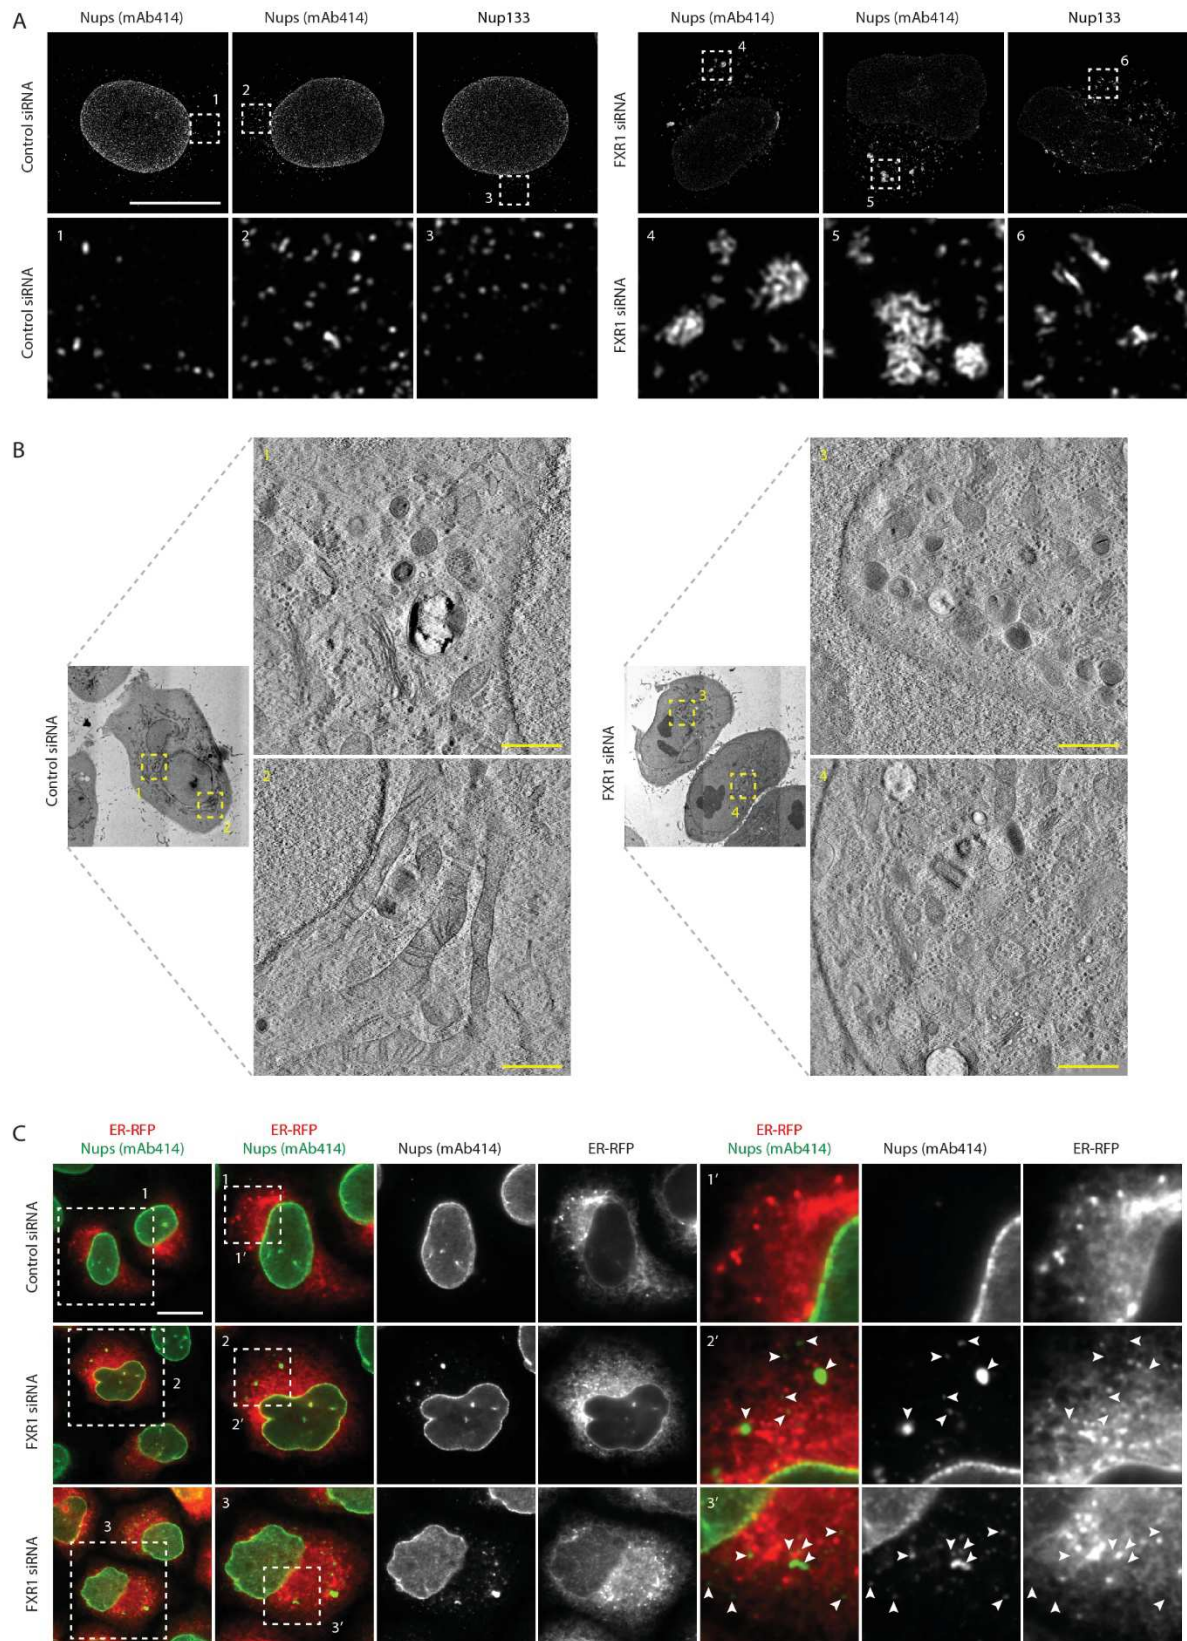 A
Nups (mAb414) Nups (mAb414) Nup133 Nups (mAb414) Nups (mAb414) Nup133
Control siRNA
1
2
3
FXR1 siRNA
4
5
6
Control siRNA
1
2
3
FXR1 siRNA
4
5
6
B
Control siRNA
1
2
1
2
FXR1 siRNA
3
4
3
4
C
ER-RFP ER-RFP ER-RFP
Nups (mAb414) Nups (mAb414) Nups (mAb414) ER-RFP Nups (mAb414) Nups (mAb414) ER-RFP
Control siRNA
1
1
1'
1'
FXR1 siRNA
2
2
2'
2'
FXR1 siRNA
3
3
3'
3'